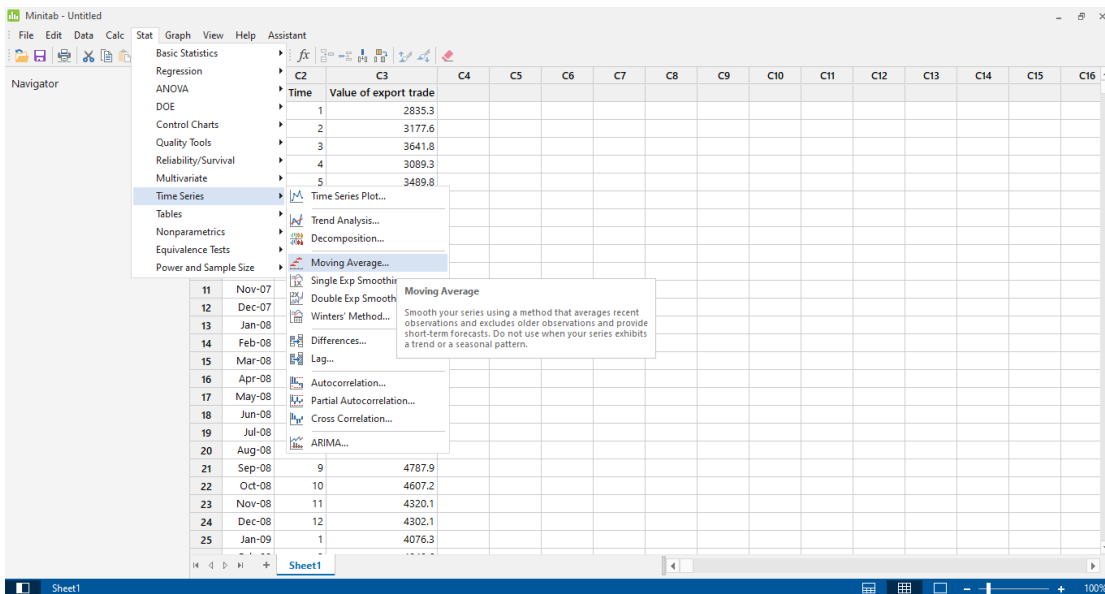 Minitab - Untitled
File Edit Data Calc Stat Graph View Help Assistant
Navigator
Basic Statistics
Regression
ANOVA
DOE
Control Charts
Quality Tools
Reliability/Survival
Multivariate
Time Series
Tables
Nonparametrics
Equivalence Tests
Power and Sample Size
Time Series Plot...
Trend Analysis...
Decomposition...
Moving Average...
Single Exp Smoothin
Double Exp Smooth
Winters' Method...
Differences...
Lag...
Autocorrelation...
Partial Autocorrelation...
Cross Correlation...
ARIMA...
Moving Average
Smooth your series using a method that averages recent
observations and excludes older observations and provide
short-term forecasts. Do not use when your series exhibits
a trend or a seasonal pattern.
fx
C2 C3 C4 C5 C6 C7 C8 C9 C10 C11 C12 C13 C14 C15 C16
Time Value of export trade
1 2835.3
2 3177.6
3 3641.8
4 3089.3
5 3489.8
11 Nov-07
12 Dec-07
13 Jan-08
14 Feb-08
15 Mar-08
16 Apr-08
17 May-08
18 Jun-08
19 Jul-08
20 Aug-08
21 Sep-08 9 4787.9
22 Oct-08 10 4607.2
23 Nov-08 11 4320.1
24 Dec-08 12 4302.1
25 Jan-09 1 4076.3
Sheet1
Sheet1
100%